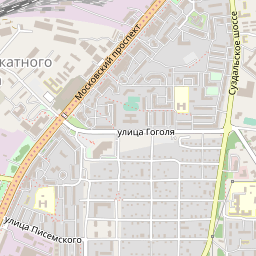 катного
Московский проспект
Суздальское шоссе
Н
улица Гоголя
Н
улица Писемского